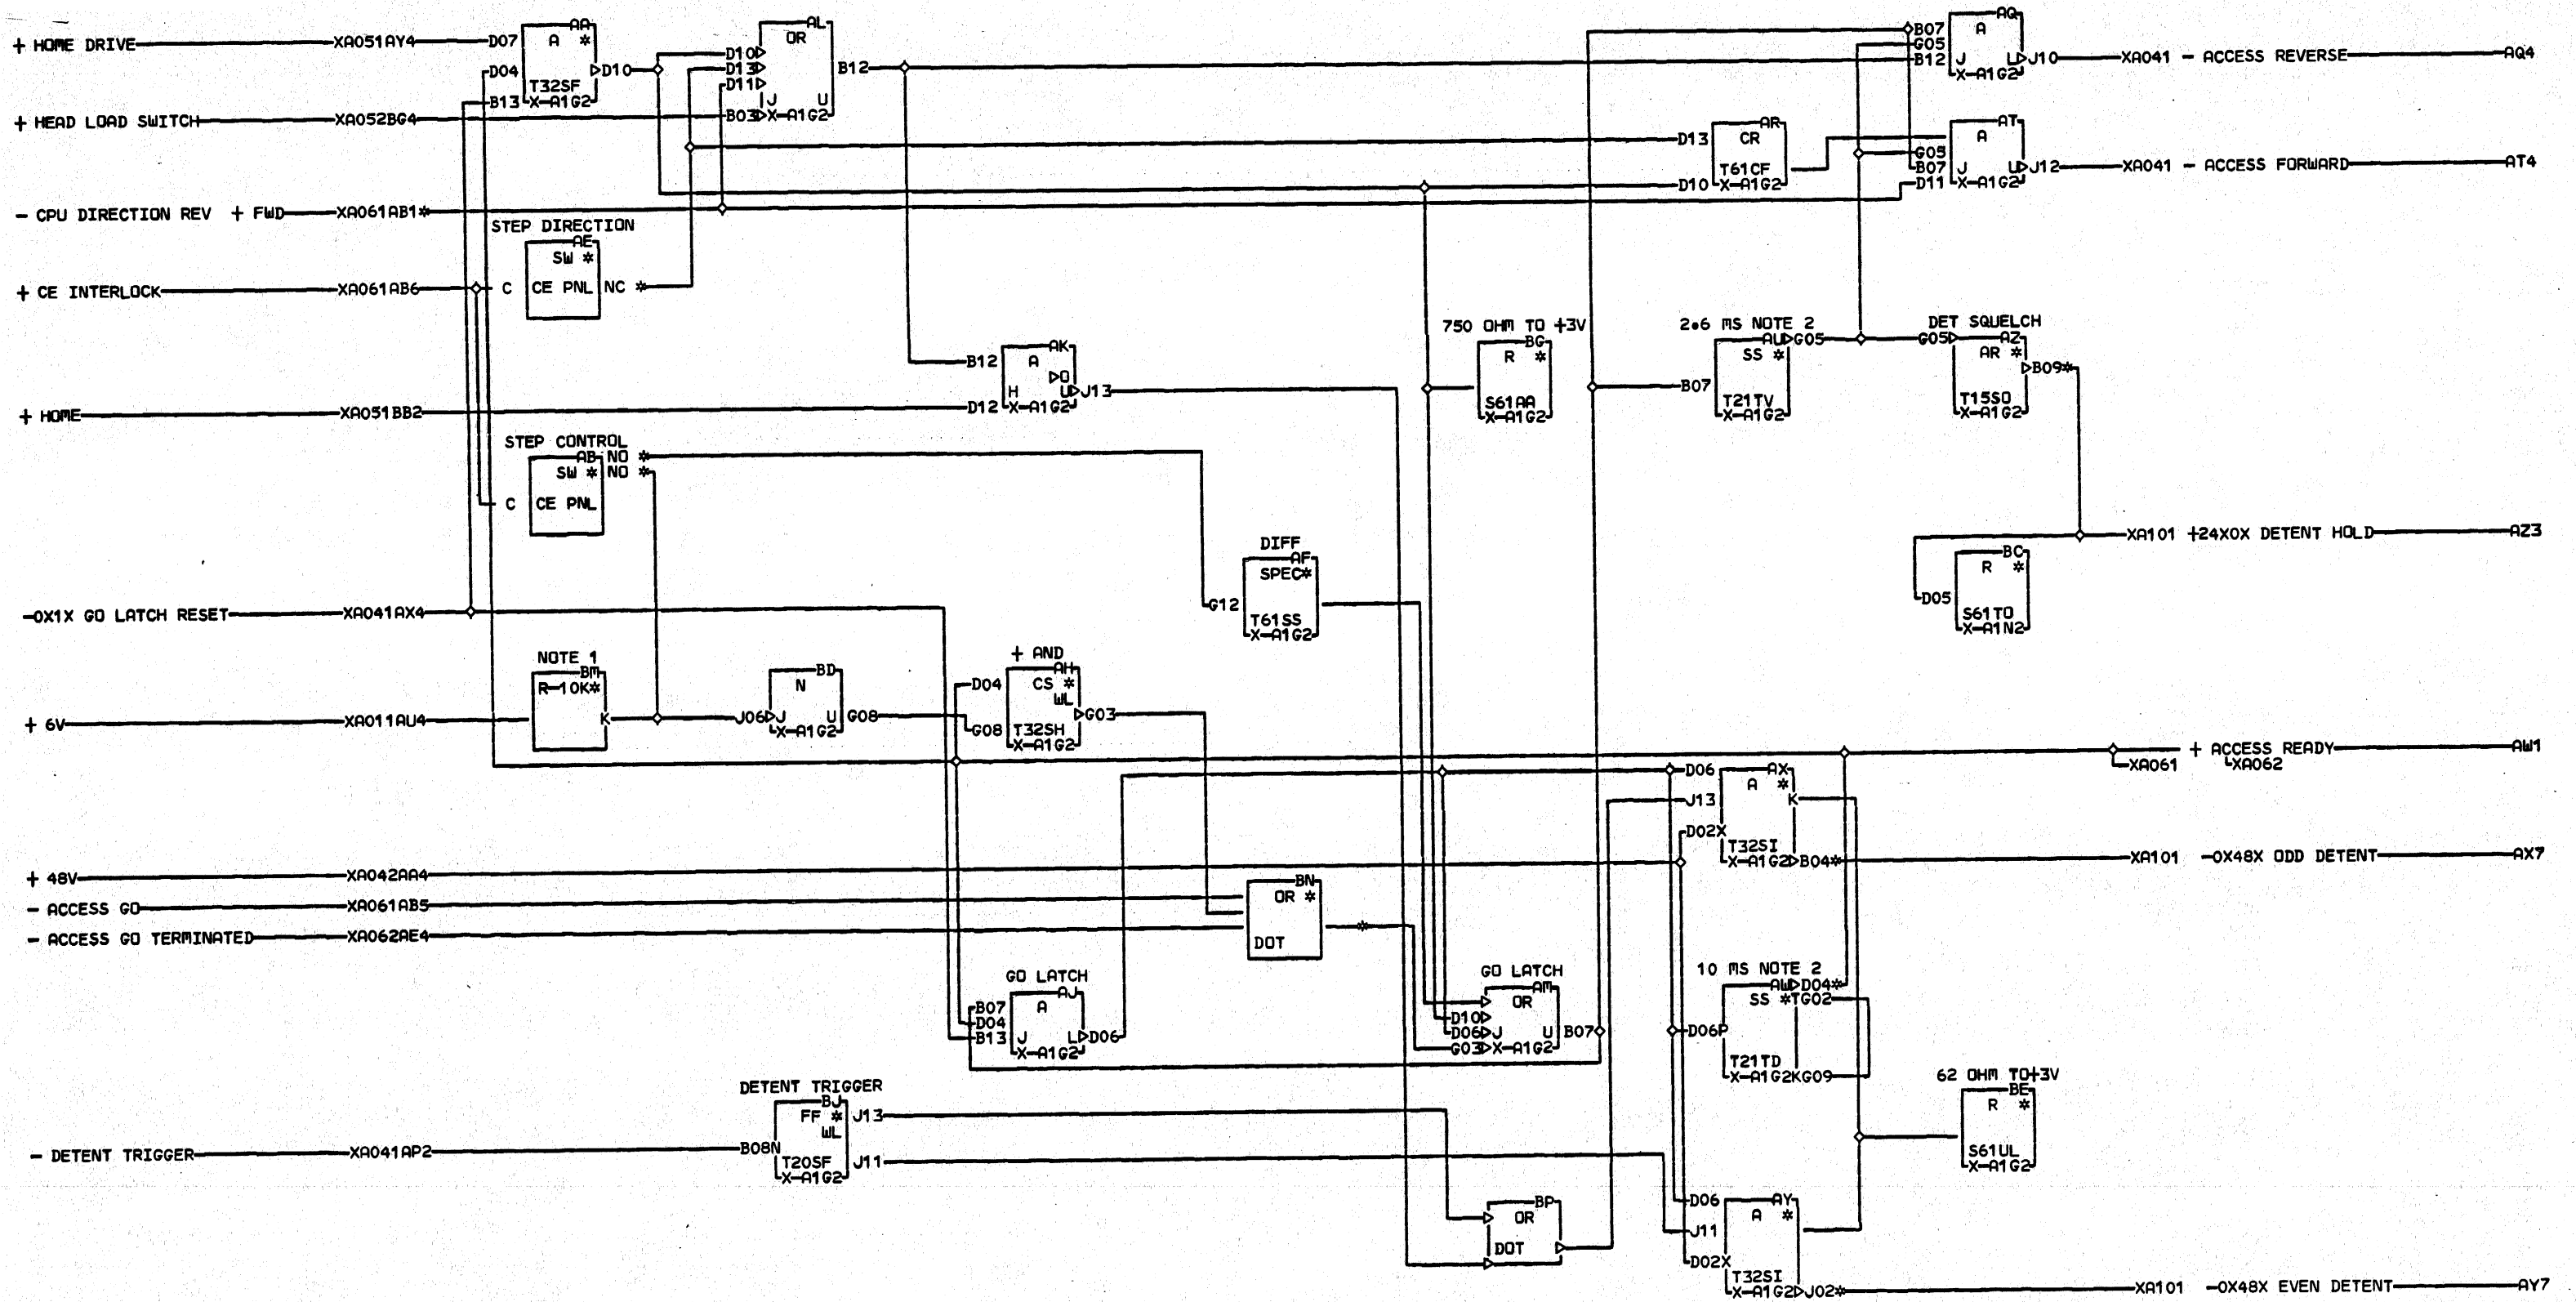 + HOME DRIVE XA051AY4 D07
AA
A *
D04
D10
T32SF
B13 X-A1G2
AL
OR
D10
D13
D11
B12
J U
B03 X-A1G2
+ HEAD LOAD SWITCH XA052BG4
B07 AQ
G05 A
B12 J L J10 XA041 - ACCESS REVERSE AQ4
X-A1G2
D13 AR
CR
T61CF
D10 X-A1G2
AT
A
G05
B07 J U J12 XA041 - ACCESS FORWARD AT4
D11 X-A1G2
- CPU DIRECTION REV + FWD XA061AB1*
STEP DIRECTION
AE
SW *
+ CE INTERLOCK XA061AB6 C CE PNL NC *
750 OHM TO +3V
BG
R *
S61AA
X-A1G2
2.6 MS NOTE 2
AU G05
SS *
B07
T21TV
X-A1G2
DET SQUELCH
G05 AZ
AR *
B09*
T15SO
X-A1G2
AK
B12 A
O
H U J13
D12 X-A1G2
+ HOME XA051BB2
STEP CONTROL
AB NO *
SW * NO *
C CE PNL
XA101 +24X0X DETENT HOLD AZ3
BC
R *
D05
S61TO
X-A1N2
DIFF
AF
SPEC*
G12
T61SS
X-A1G2
-0X1X GO LATCH RESET XA041AX4
NOTE 1
BM
R-10K*
+ 6V XA011AU4 K
BD
N
J06 J U G08
X-A1G2
+ AND
AH
D04 CS *
WL
G03
G08 T32SH
X-A1G2
+ ACCESS READY AW1
XA061 XA062
D06 AX
A *
J13 K
D02X
T32SI
X-A1G2 B04* XA101 -0X48X ODD DETENT AX7
+ 48V XA042AA4
- ACCESS GO XA061AB5
- ACCESS GO TERMINATED XA062AE4
BN
OR *
DOT
*
GO LATCH
AJ
B07 A
D04
B13 J L D06
X-A1G2
GO LATCH
AM
OR
D10
D06 J U B07
G03 X-A1G2
10 MS NOTE 2
AW D04*
SS *TG02
D06P
T21TD
X-A1G2KG09
62 OHM TO+3V
BE
R *
S61UL
X-A1G2
DETENT TRIGGER
BJ
FF * J13
WL
- DETENT TRIGGER XA041AP2 B08N
T20SF J11
X-A1G2
BP
OR
DOT
D06 AY
A *
J11
D02X
T32SI
X-A1G2 J02* XA101 -0X48X EVEN DETENT AY7